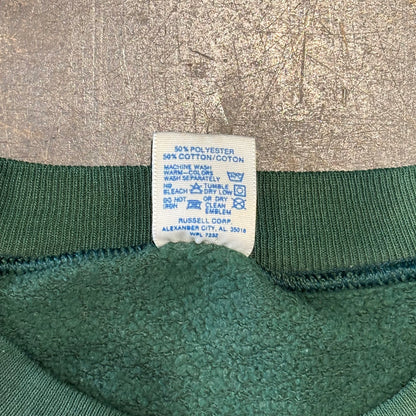 50% POLYESTER
50% COTTON/COTON
MACHINE WASH
WARM-COLORS
WASH SEPARATELY
NO BLEACH TUMBLE DRY LOW
DO NOT IRON OR DRY CLEAN EMBLEM
RUSSELL CORP.
ALEXANDER CITY, AL 35010
WPL 7232